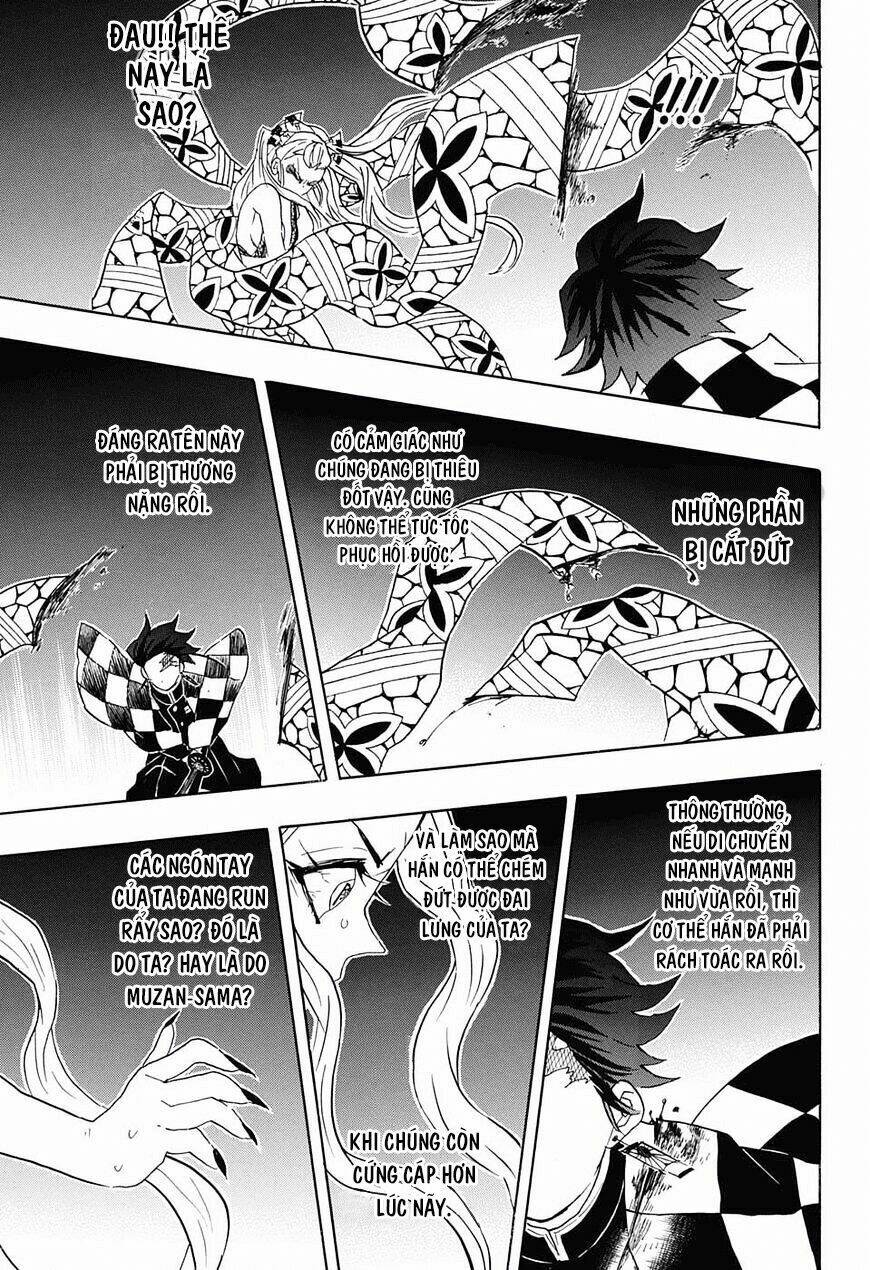 !!!
ĐAU!! THẾ
NÀY LÀ
SAO?
NHỮNG PHẦN
BỊ CẮT ĐỨT
CÓ CẢM GIÁC NHƯ
CHÚNG ĐANG BỊ THIÊU
ĐỐT VẬY. CŨNG
KHÔNG THỂ TỨC TỐC
PHỤC HỒI ĐƯỢC.
ĐÁNG RA TÊN NÀY
PHẢI BỊ THƯƠNG
NẶNG RỒI.
THÔNG THƯỜNG,
NẾU DI CHUYỂN
NHANH VÀ MẠNH
NHƯ VỪA RỒI, THÌ
CƠ THỂ HẮN ĐÃ PHẢI
RÁCH TOÁC RA RỒI.
VÀ LÀM SAO MÀ
HẮN CÓ THỂ CHÉM
ĐỨT ĐƯỢC ĐAI
LƯNG CỦA TA?
KHI CHÚNG CÒN
CỨNG CÁP HƠN
LÚC NÃY.
CÁC NGÓN TAY
CỦA TA ĐANG RUN
RẨY SAO? ĐÓ LÀ
DO TA? HAY LÀ DO
MUZAN-SAMA?